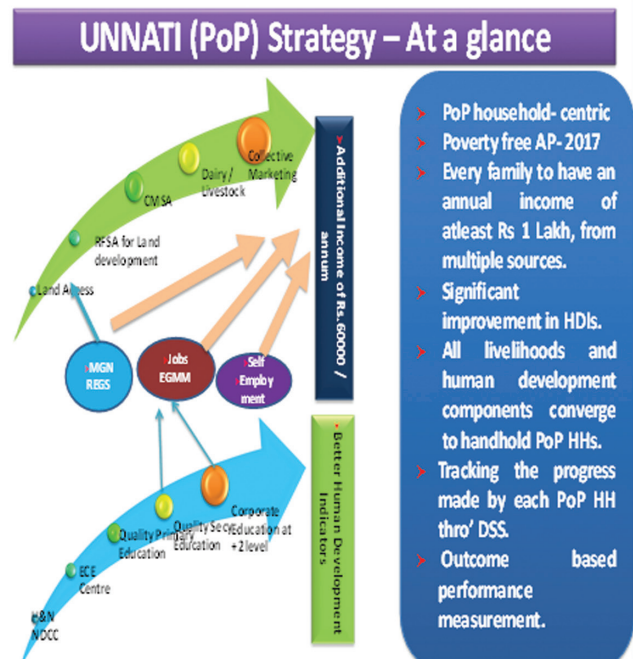 UNNATI (PoP) Strategy – At a glance
Collective
Marketing
Dairy /
Livestock
CMSA
RFSA for Land
development
Land Access
MGN
REGS
Jobs
EGMM
Self
Employ
ment
Additional Income of Rs. 60000 /
annum
Corporate
Education at
+2 level
Quality Secy
Education
Quality Primary
Education
ECE
Centre
H&N
NDCC
Better Human Development
Indicators
PoP household- centric
Poverty free AP- 2017
Every family to have an
annual income of
atleast Rs 1 Lakh, from
multiple sources.
Significant
improvement in HDIs.
All livelihoods and
human development
components converge
to handhold PoP HHs.
Tracking the progress
made by each PoP HH
thro' DSS.
Outcome based
performance
measurement.